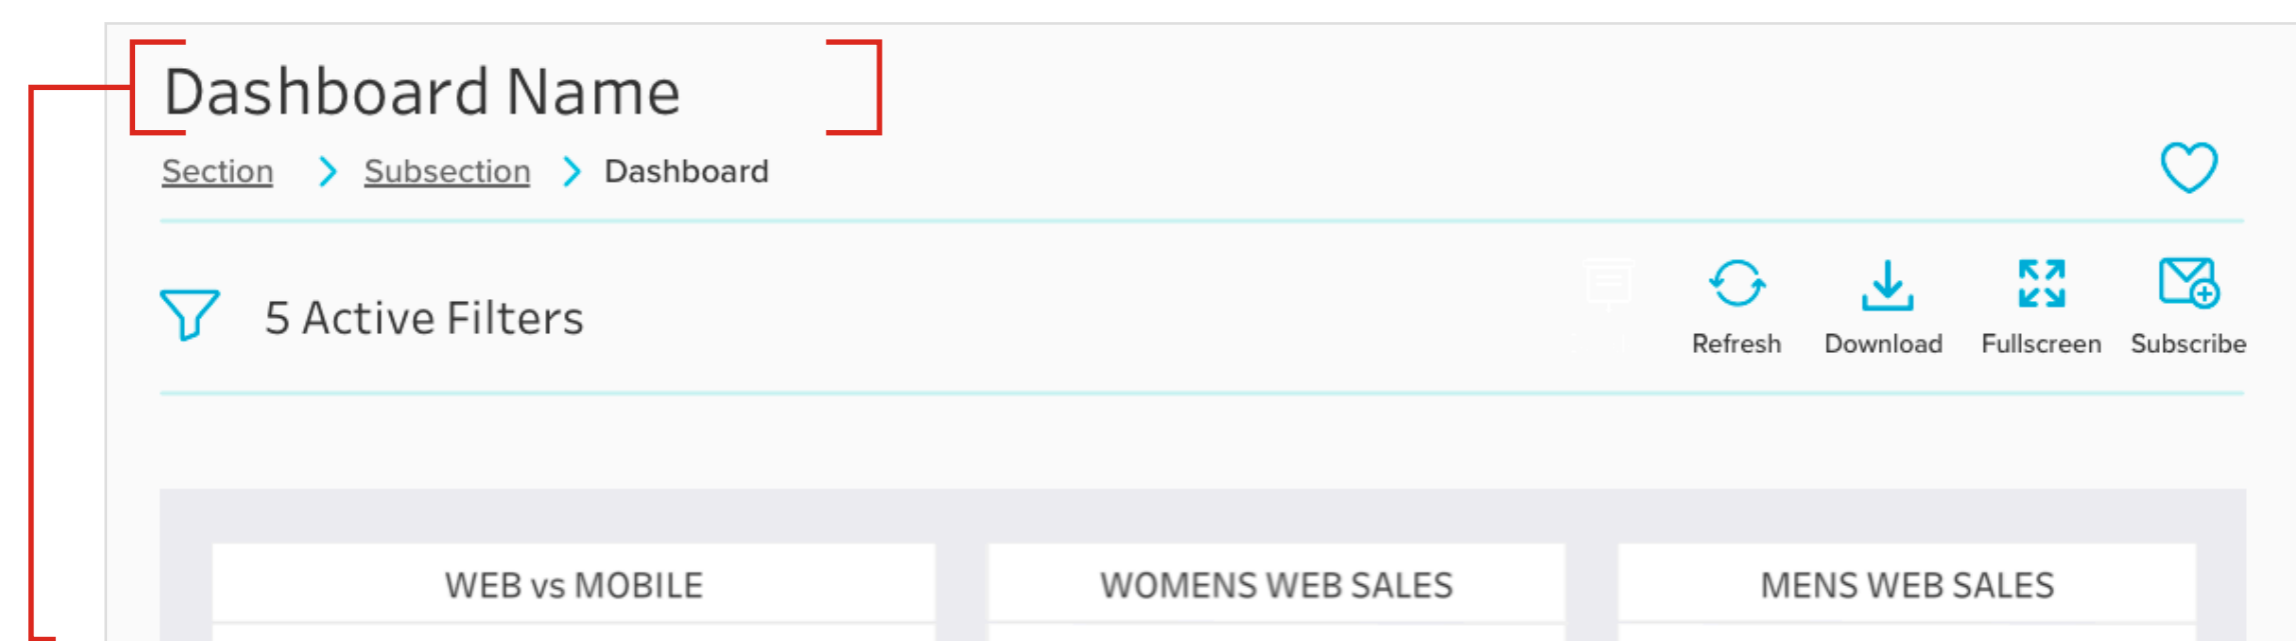 Dashboard Name
Section Subsection Dashboard
5 Active Filters
Refresh Download Fullscreen Subscribe
WEB vs MOBILE WOMENS WEB SALES MENS WEB SALES